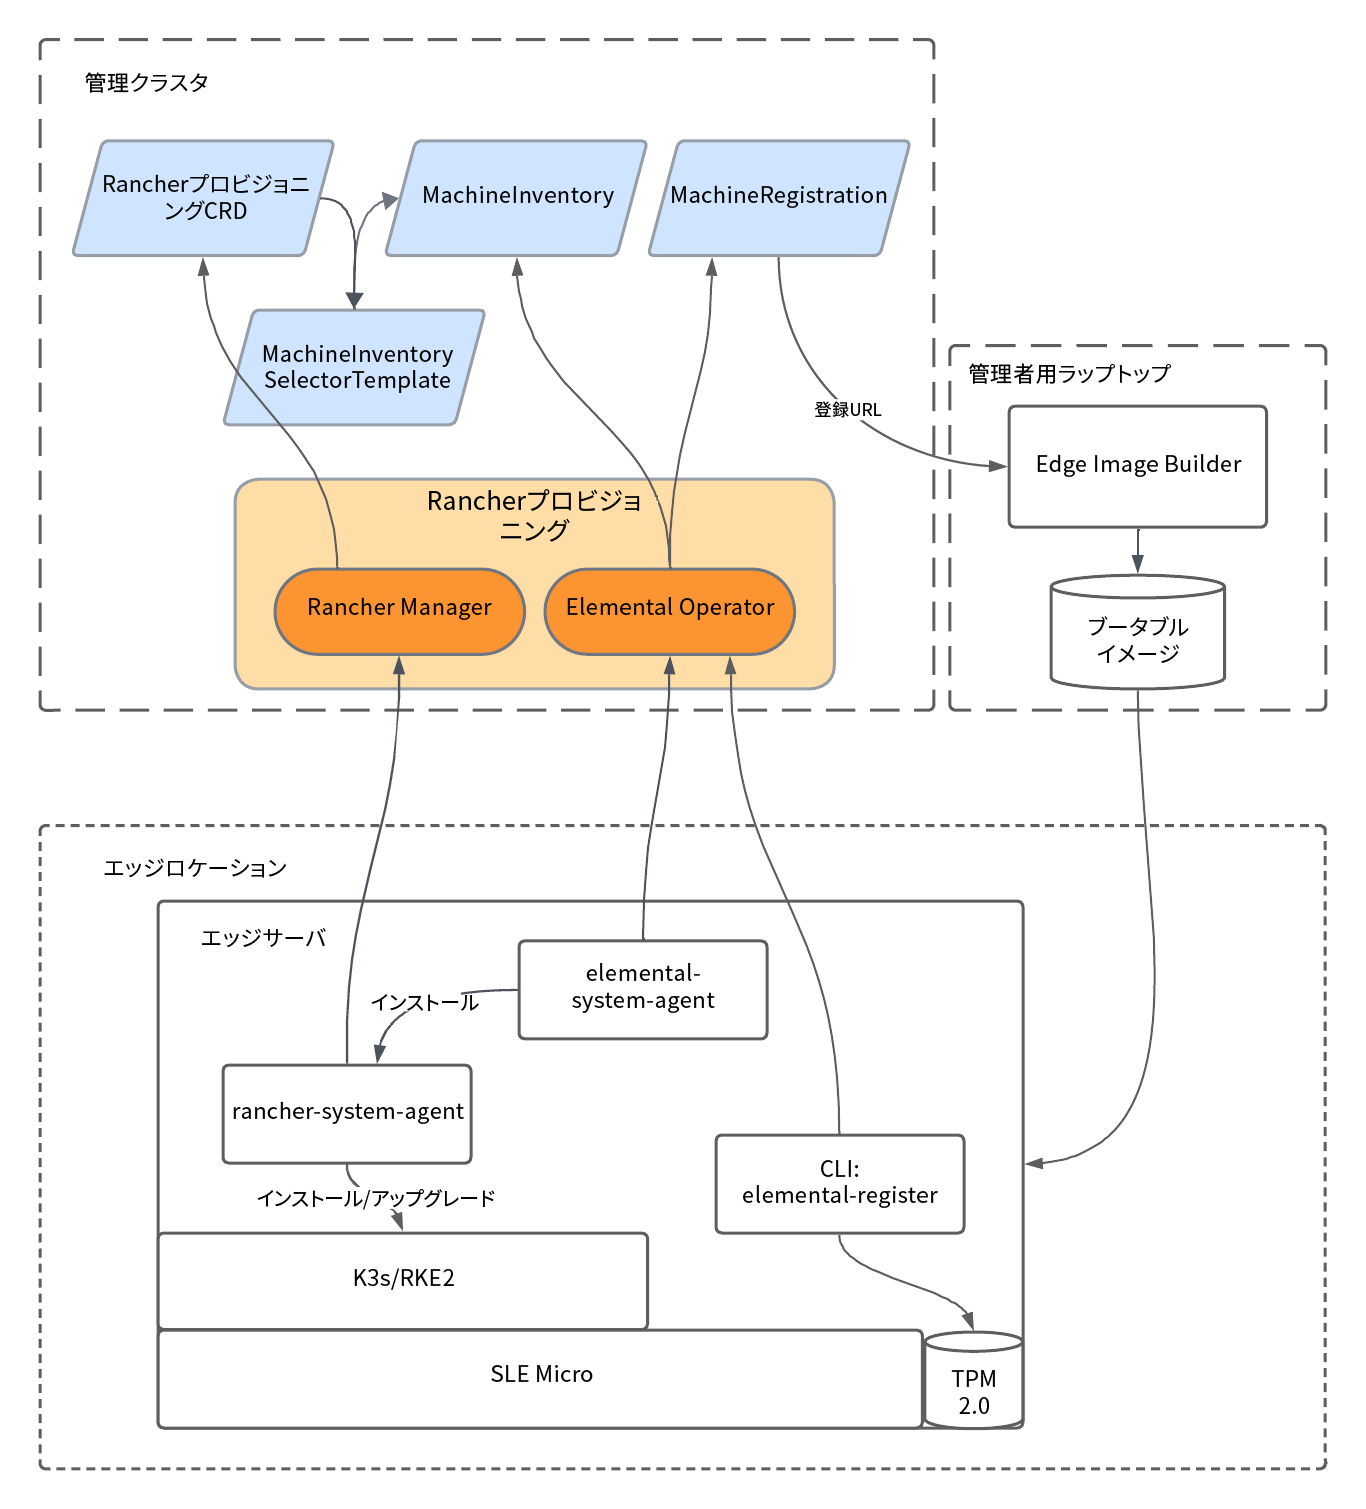 管理クラスタ
Rancherプロビジョニ
ングCRD
MachineInventory
MachineRegistration
MachineInventory
SelectorTemplate
登録URL
管理者用ラップトップ
Edge Image Builder
ブータブル
イメージ
Rancherプロビジョ
ニング
Rancher Manager
Elemental Operator
エッジロケーション
エッジサーバ
elemental-
system-agent
インストール
rancher-system-agent
インストール/アップグレード
CLI:
elemental-register
K3s/RKE2
SLE Micro
TPM
2.0